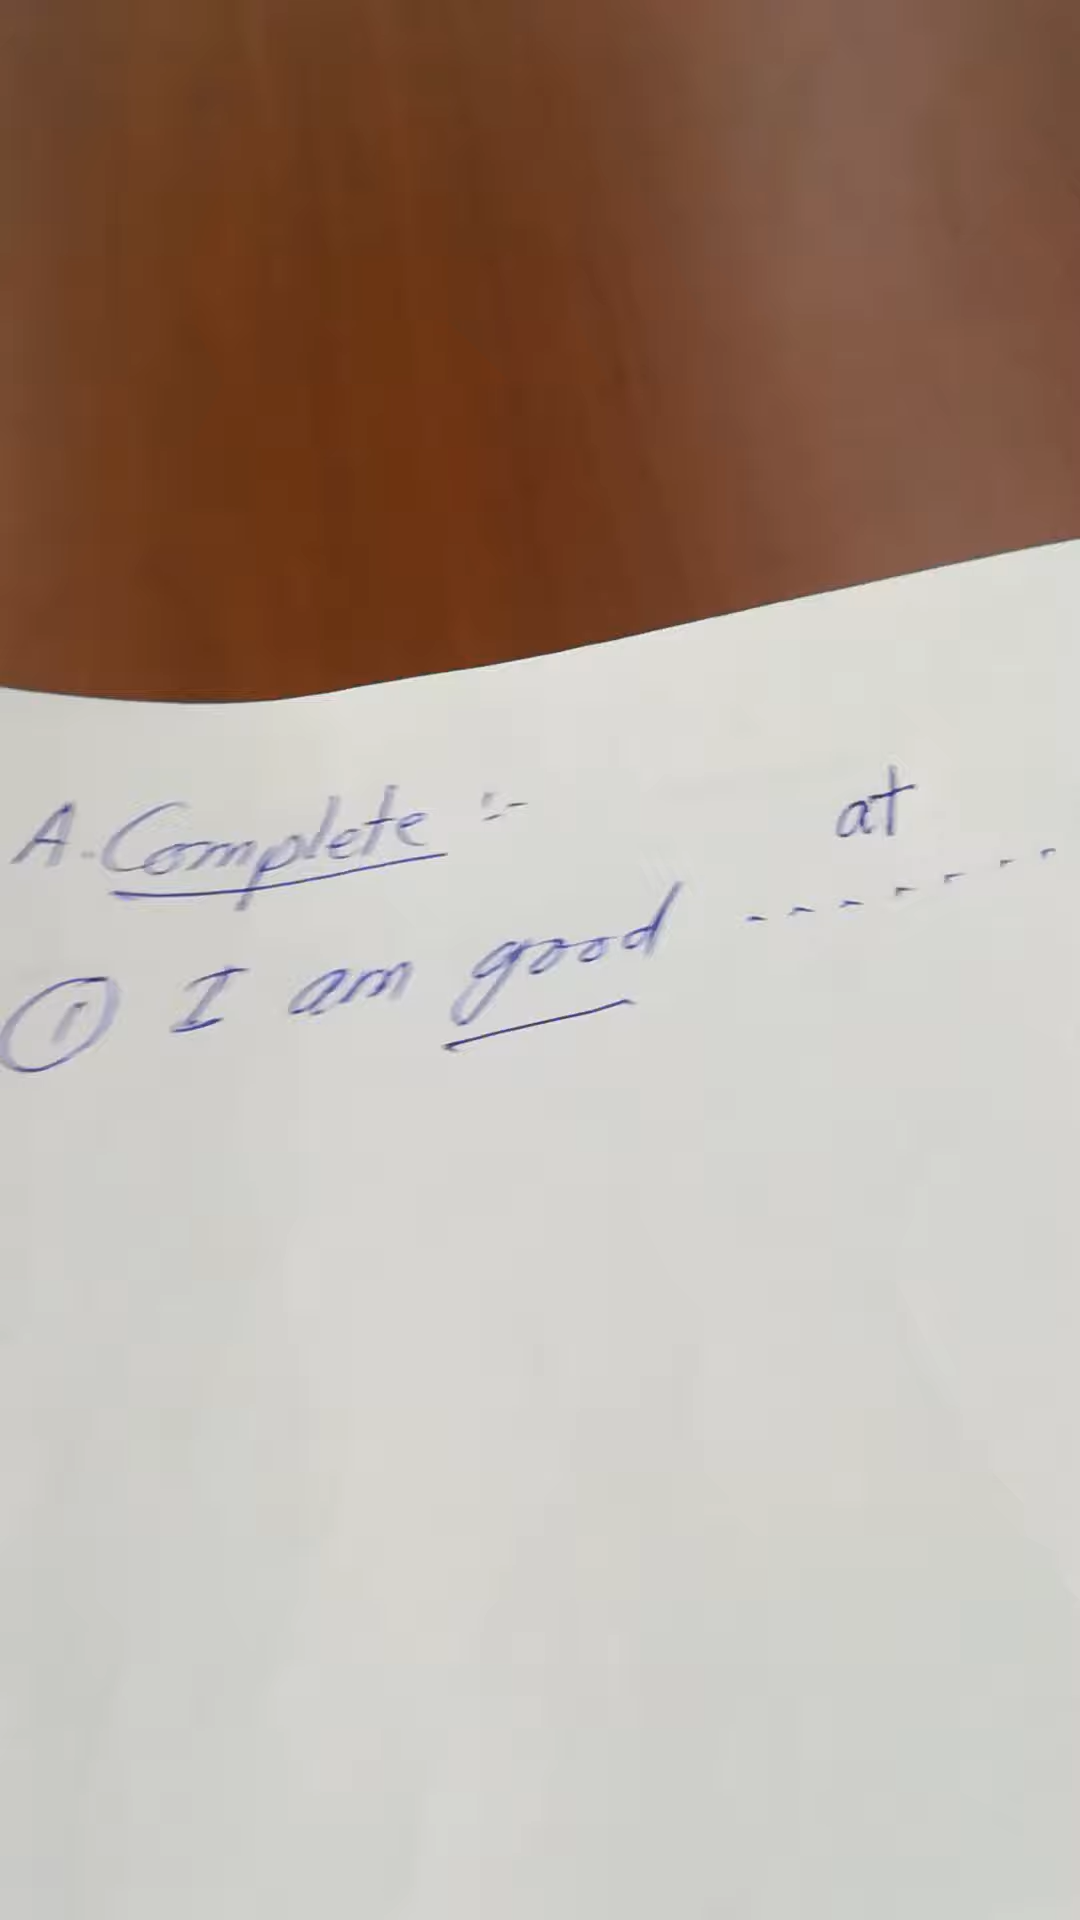 A. Complete :-
at
① I am good --------